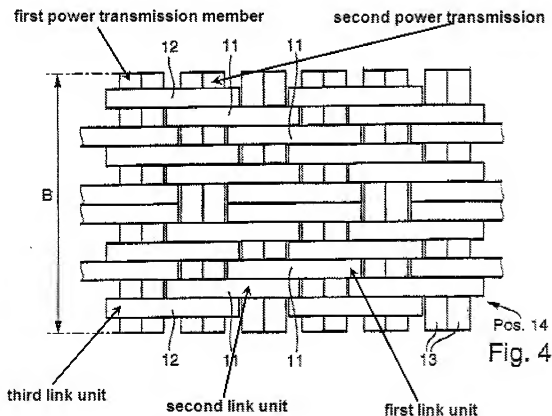 first power transmission member
second power transmission
12
11
11
B
11
Pos. 14
12
11
11
13
Fig. 4
third link unit
second link unit
first link unit